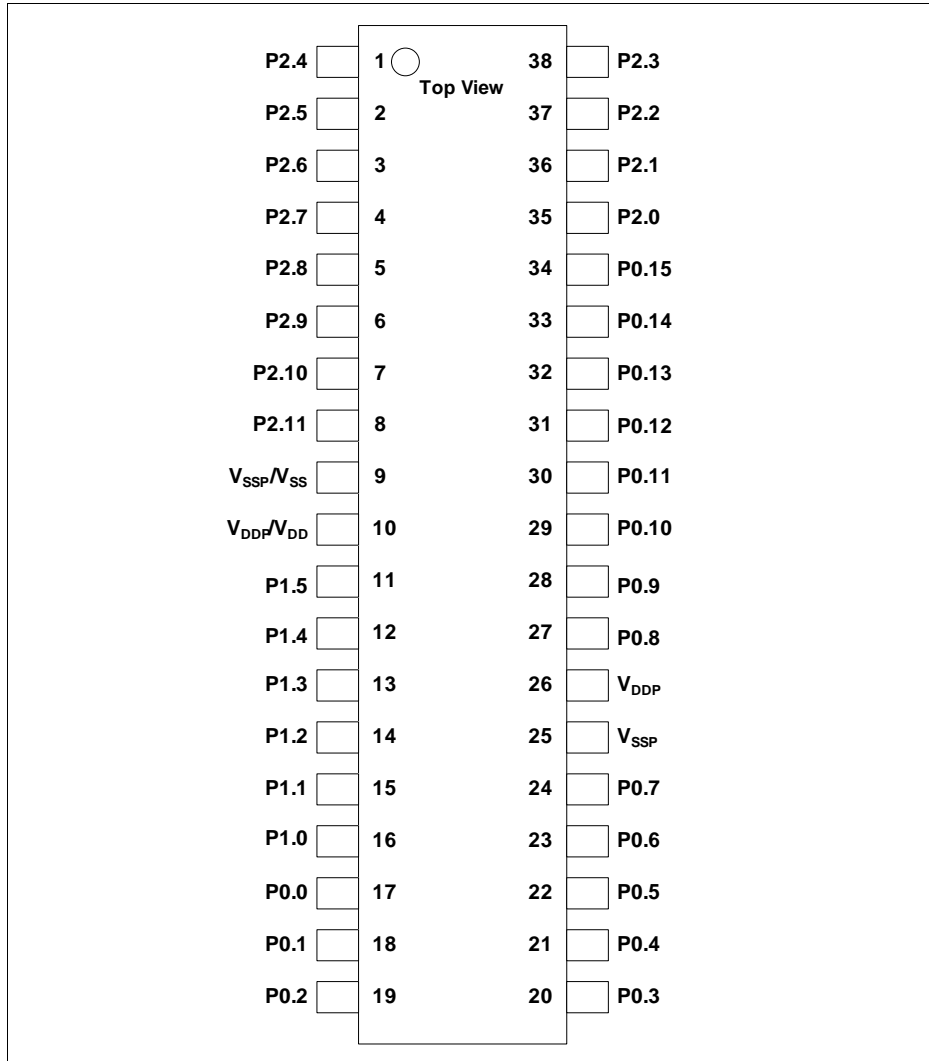 P2.4 1 38 P2.3
Top View
P2.5 2 37 P2.2
P2.6 3 36 P2.1
P2.7 4 35 P2.0
P2.8 5 34 P0.15
P2.9 6 33 P0.14
P2.10 7 32 P0.13
P2.11 8 31 P0.12
VSSP/VSS 9 30 P0.11
VDDP/VDD 10 29 P0.10
P1.5 11 28 P0.9
P1.4 12 27 P0.8
P1.3 13 26 VDDP
P1.2 14 25 VSSP
P1.1 15 24 P0.7
P1.0 16 23 P0.6
P0.0 17 22 P0.5
P0.1 18 21 P0.4
P0.2 19 20 P0.3